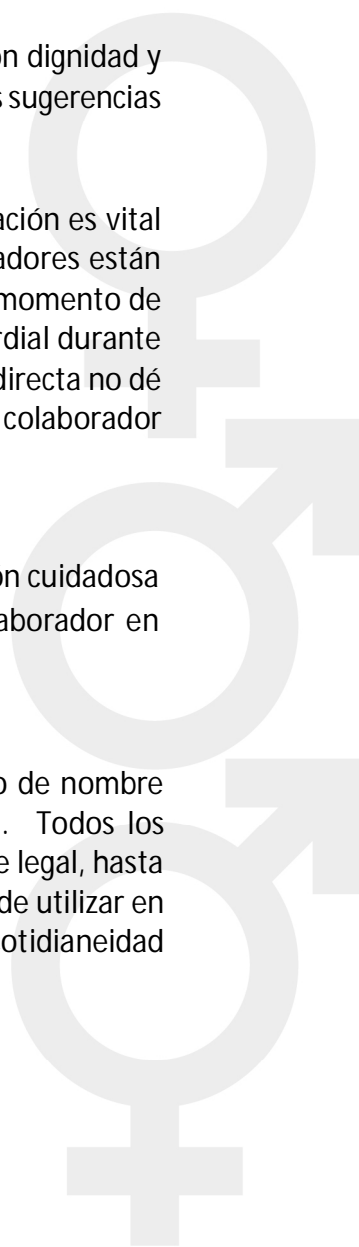 on dignidad y
s sugerencias
ación es vital
adores están
momento de
rdial durante
directa no dé
colaborador
ón cuidadosa
aborador en
o de nombre
. Todos los
e legal, hasta
de utilizar en
otidianeidad